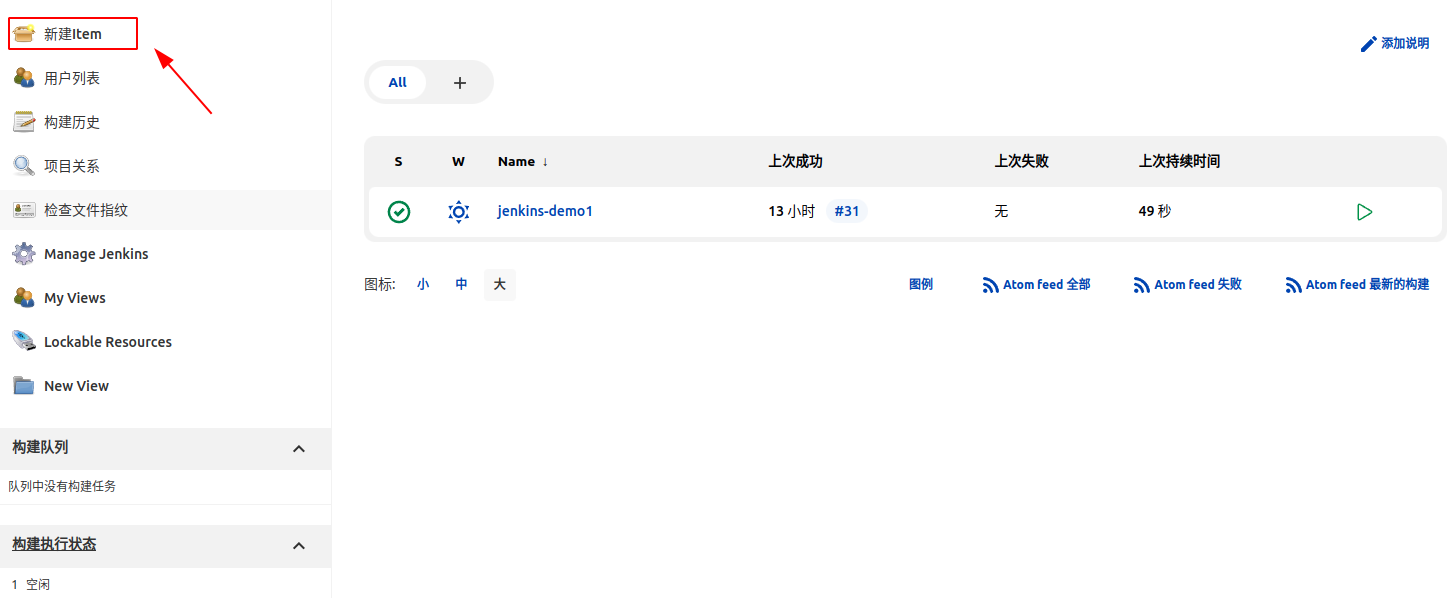 新建Item
用户列表
构建历史
项目关系
检查文件指纹
Manage Jenkins
My Views
Lockable Resources
New View
构建队列
队列中没有构建任务
构建执行状态
1 空闲
添加说明
All +
S W Name ↓ 上次成功 上次失败 上次持续时间
jenkins-demo1 13 小时 #31 无 49 秒
图标: 小 中 大 图例 Atom feed 全部 Atom feed 失败 Atom feed 最新的构建